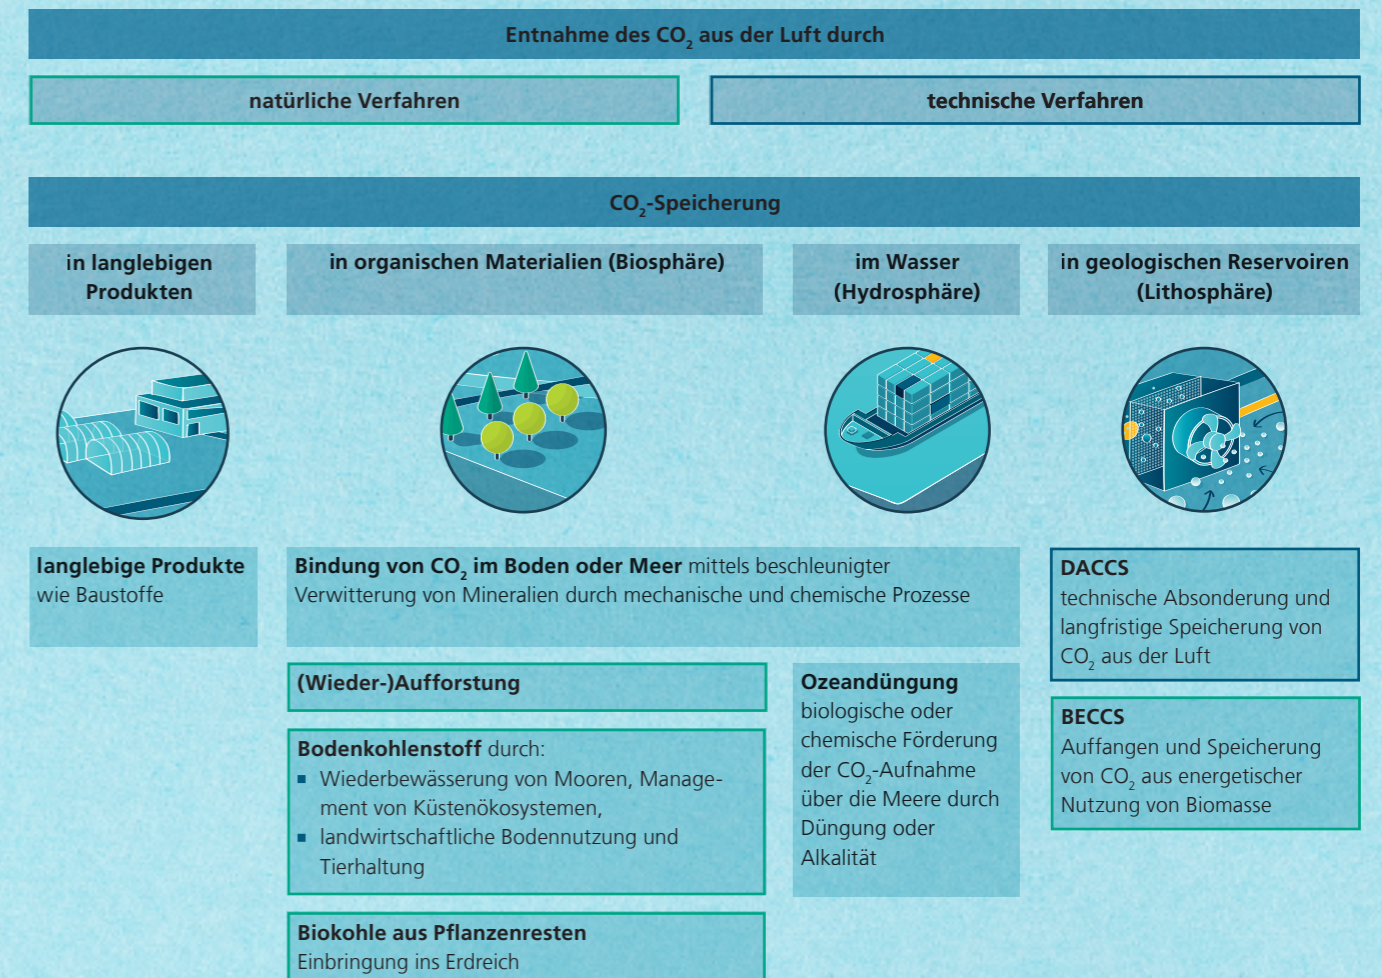 Entnahme des CO₂ aus der Luft durch
natürliche Verfahren
technische Verfahren
CO₂-Speicherung
in langlebigen
Produkten
in organischen Materialien (Biosphäre)
im Wasser
(Hydrosphäre)
in geologischen Reservoiren
(Lithosphäre)
langlebige Produkte
wie Baustoffe
Bindung von CO₂ im Boden oder Meer mittels beschleunigter
Verwitterung von Mineralien durch mechanische und chemische Prozesse
(Wieder-)Aufforstung
Bodenkohlenstoff durch:
▪ Wiederbewässerung von Mooren, Manage-
ment von Küstenökosystemen,
▪ landwirtschaftliche Bodennutzung und
Tierhaltung
Biokohle aus Pflanzenresten
Einbringung ins Erdreich
Ozeandüngung
biologische oder
chemische Förderung
der CO₂-Aufnahme
über die Meere durch
Düngung oder
Alkalität
DACCS
technische Absonderung und
langfristige Speicherung von
CO₂ aus der Luft
BECCS
Auffangen und Speicherung
von CO₂ aus energetischer
Nutzung von Biomasse